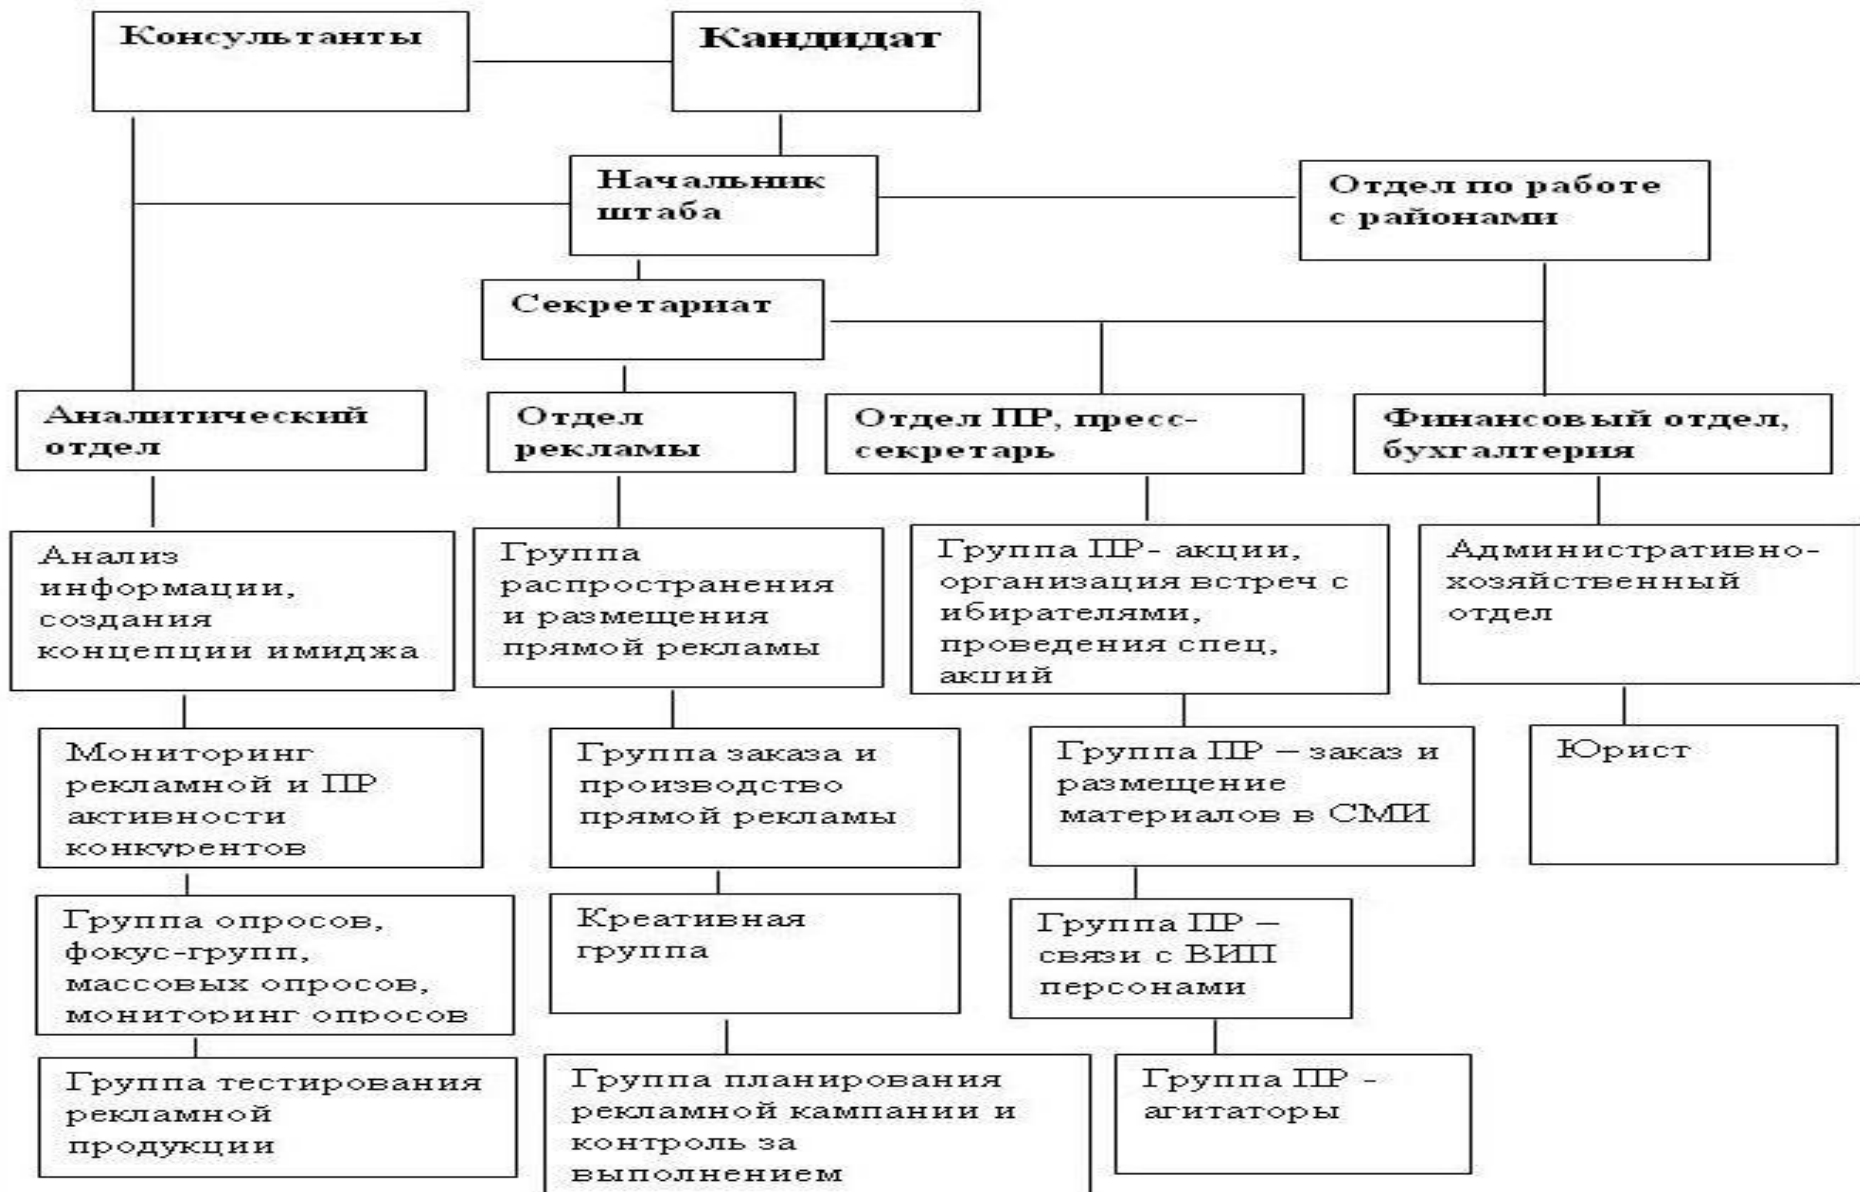 Консультанты
Кандидат
Начальник
штаба
Отдел по работе
с районами
Секретариат
Аналитический
отдел
Отдел
рекламы
Отдел ПР, пресс-
секретарь
Финансовый отдел,
бухгалтерия
Анализ
информации,
создания
концепции имиджа
Группа
распространения
и размещения
прямой рекламы
Группа ПР- акции,
организация встреч с
ибирателями,
проведения спец,
акций
Административно-
хозяйственный
отдел
Мониторинг
рекламной и ПР
активности
конкурентов
Группа заказа и
производство
прямой рекламы
Группа ПР – заказ и
размещение
материалов в СМИ
Юрист
Группа опросов,
фокус-групп,
массовых опросов,
мониторинг опросов
Креативная
группа
Группа ПР –
связи с ВИП
персонами
Группа тестирования
рекламной
продукции
Группа планирования
рекламной кампании и
контроль за
выполнением
Группа ПР -
агитаторы